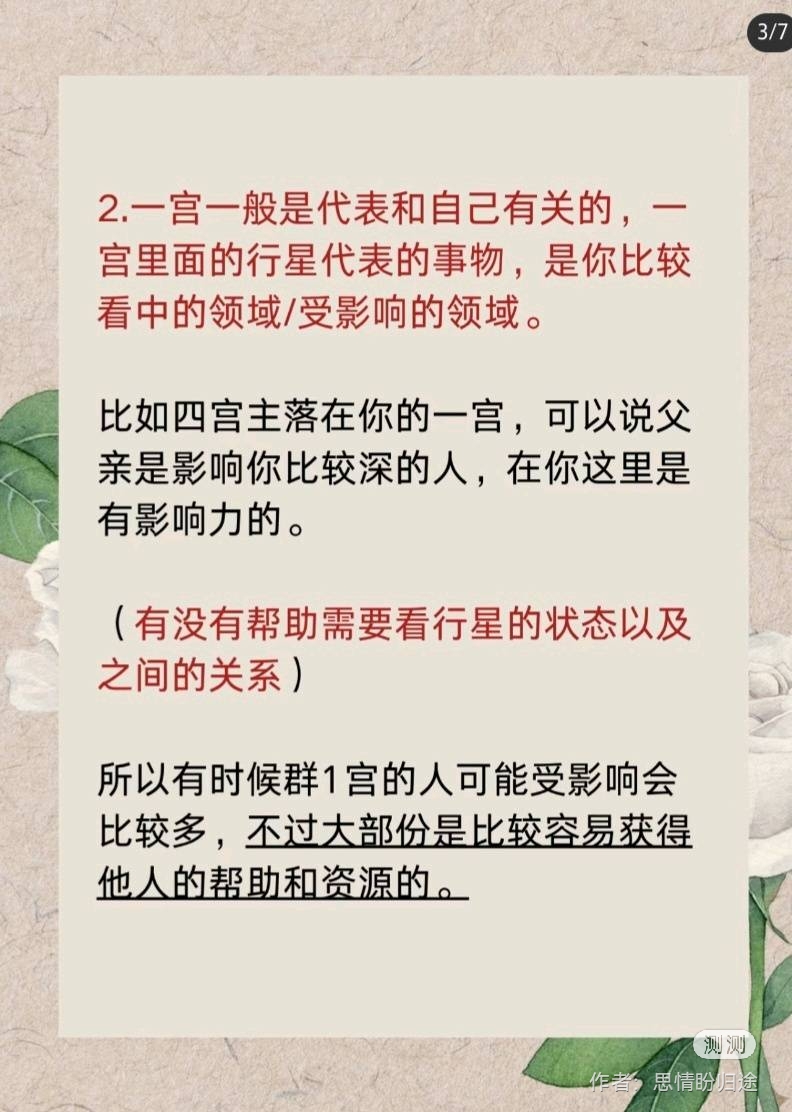 3/7
2.一宫一般是代表和自己有关的，一
宫里面的行星代表的事物，是你比较
看中的领域/受影响的领域。
比如四宫主落在你的一宫，可以说父
亲是影响你比较深的人，在你这里是
有影响力的。
（有没有帮助需要看行星的状态以及
之间的关系）
所以有时候群1宫的人可能受影响会
比较多，不过大部份是比较容易获得
他人的帮助和资源的。
测测
作者：思情盼归途